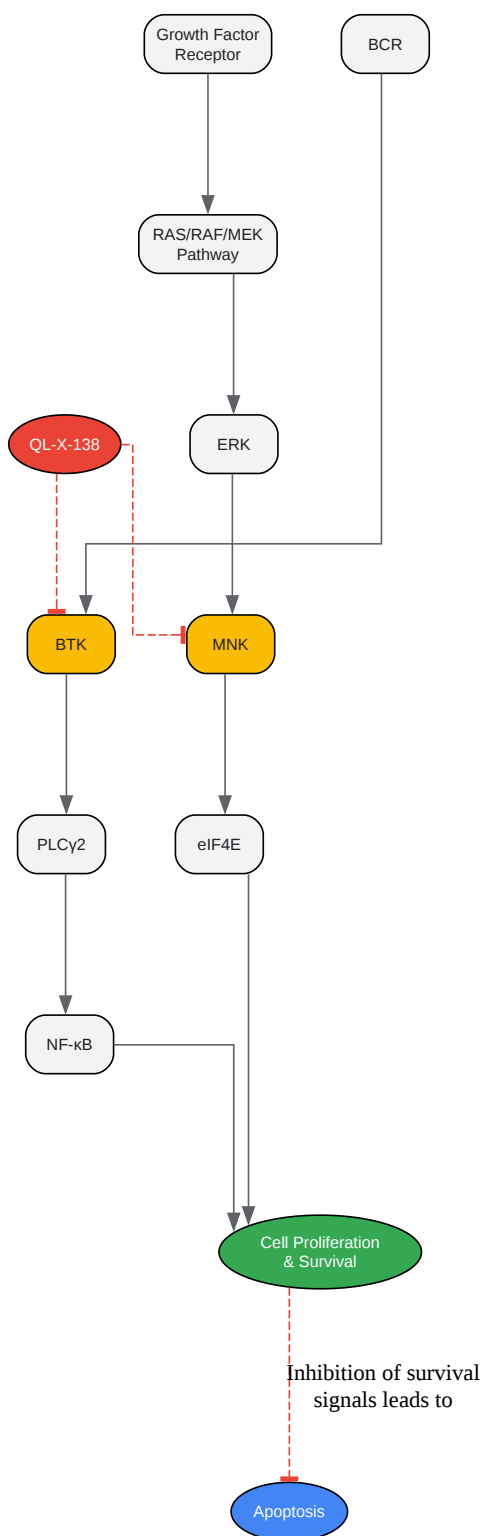 Growth Factor
Receptor
BCR
RAS/RAF/MEK
Pathway
QL-X-138
ERK
BTK
MNK
PLCγ2
eIF4E
NF-κB
Cell Proliferation
& Survival
Inhibition of survival
signals leads to
Apoptosis